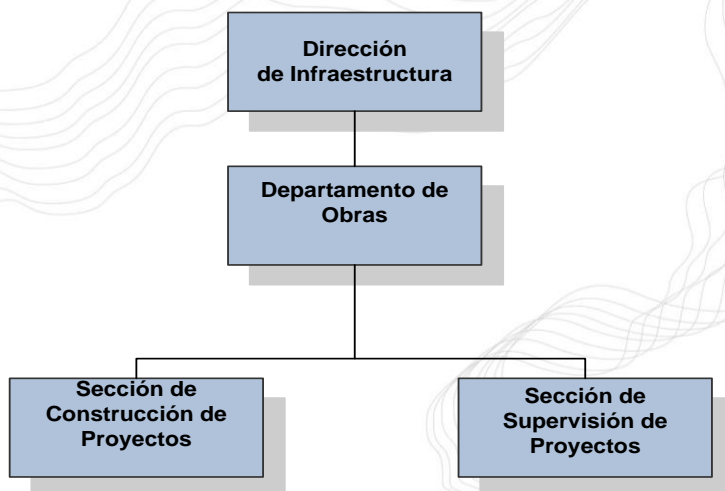 Dirección
de Infraestructura
Departamento de
Obras
Sección de
Construcción de
Proyectos
Sección de
Supervisión de
Proyectos